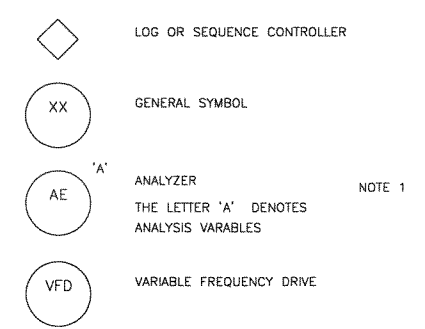 LOG OR SEQUENCE CONTROLLER
XX GENERAL SYMBOL
'A'
AE ANALYZER NOTE 1
THE LETTER 'A' DENOTES
ANALYSIS VARABLES
VFD VARIABLE FREQUENCY DRIVE